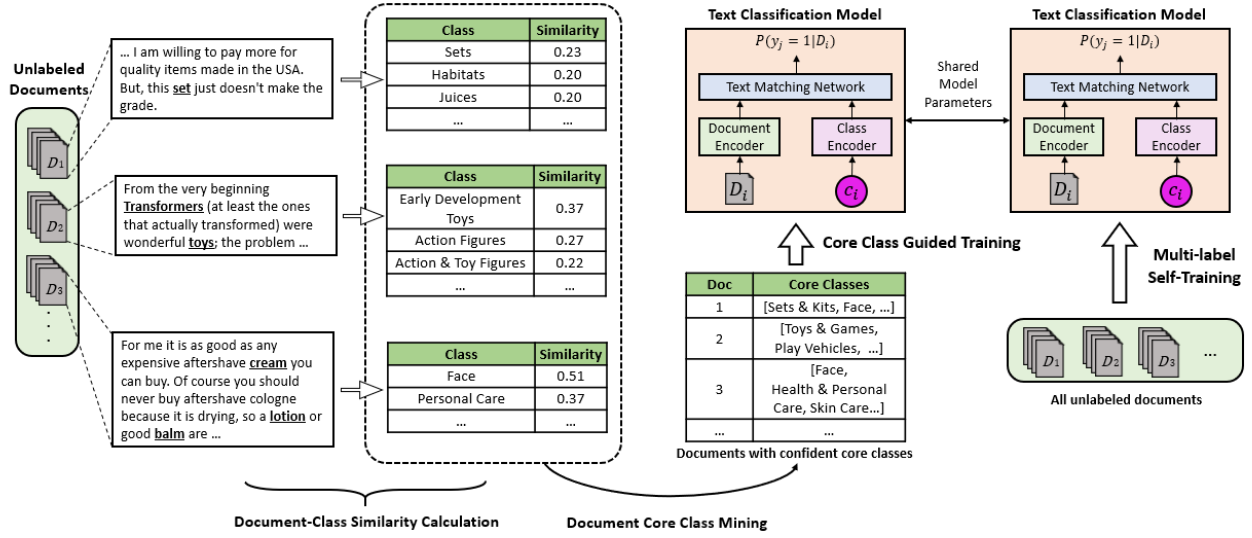 Unlabeled
Documents
D1
D2
D3
... I am willing to pay more for
quality items made in the USA.
But, this set just doesn't make the
grade.
From the very beginning
Transformers (at least the ones
that actually transformed) were
wonderful toys; the problem ...
For me it is as good as any
expensive aftershave cream you
can buy. Of course you should
never buy aftershave cologne
because it is drying, so a lotion or
good balm are ...
Class Similarity
Sets 0.23
Habitats 0.20
Juices 0.20
... ...
Class Similarity
Early Development
Toys 0.37
Action Figures 0.27
Action & Toy Figures 0.22
... ...
Class Similarity
Face 0.51
Personal Care 0.37
... ...
Document-Class Similarity Calculation
Document Core Class Mining
Text Classification Model
P(y_j = 1|D_i)
Text Matching Network
Document
Encoder
Class
Encoder
D_i
c_i
Shared
Model
Parameters
Text Classification Model
P(y_j = 1|D_i)
Text Matching Network
Document
Encoder
Class
Encoder
D_i
c_i
Core Class Guided Training
Doc Core Classes
1 [Sets & Kits, Face, ...]
2 [Toys & Games,
Play Vehicles, ...]
3 [Face,
Health & Personal
Care, Skin Care...]
... ...
Documents with confident core classes
Multi-label
Self-Training
D1
D2
D3
...
All unlabeled documents